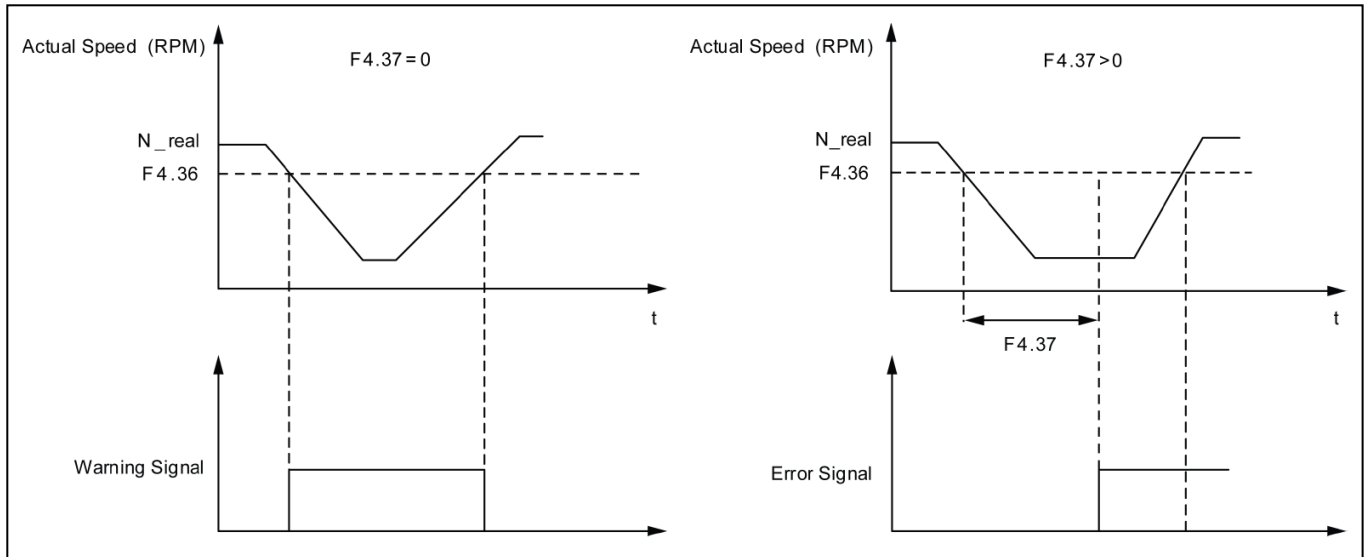 Actual Speed (RPM)
F4.37=0
N_real
F4.36
t
Warning Signal
Actual Speed (RPM)
F4.37>0
N_real
F4.36
t
F4.37
Error Signal